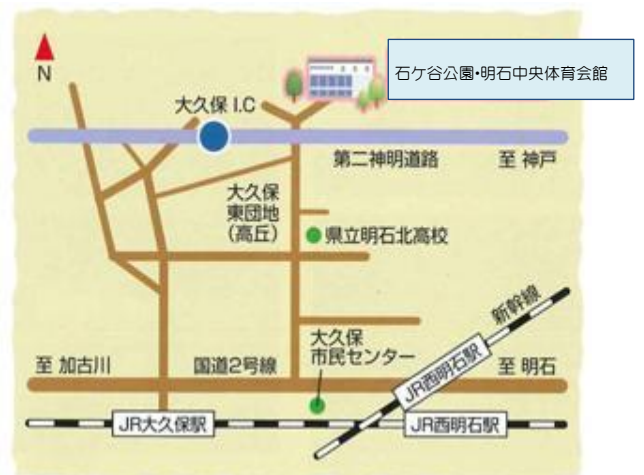 N
石ケ谷公園・明石中央体育会館
大久保 I.C
第二神明道路
至 神戸
大久保
東団地
(高丘)
県立明石北高校
新幹線
大久保
市民センター
JR西明石駅
至 加古川
国道2号線
至 明石
JR大久保駅
JR西明石駅